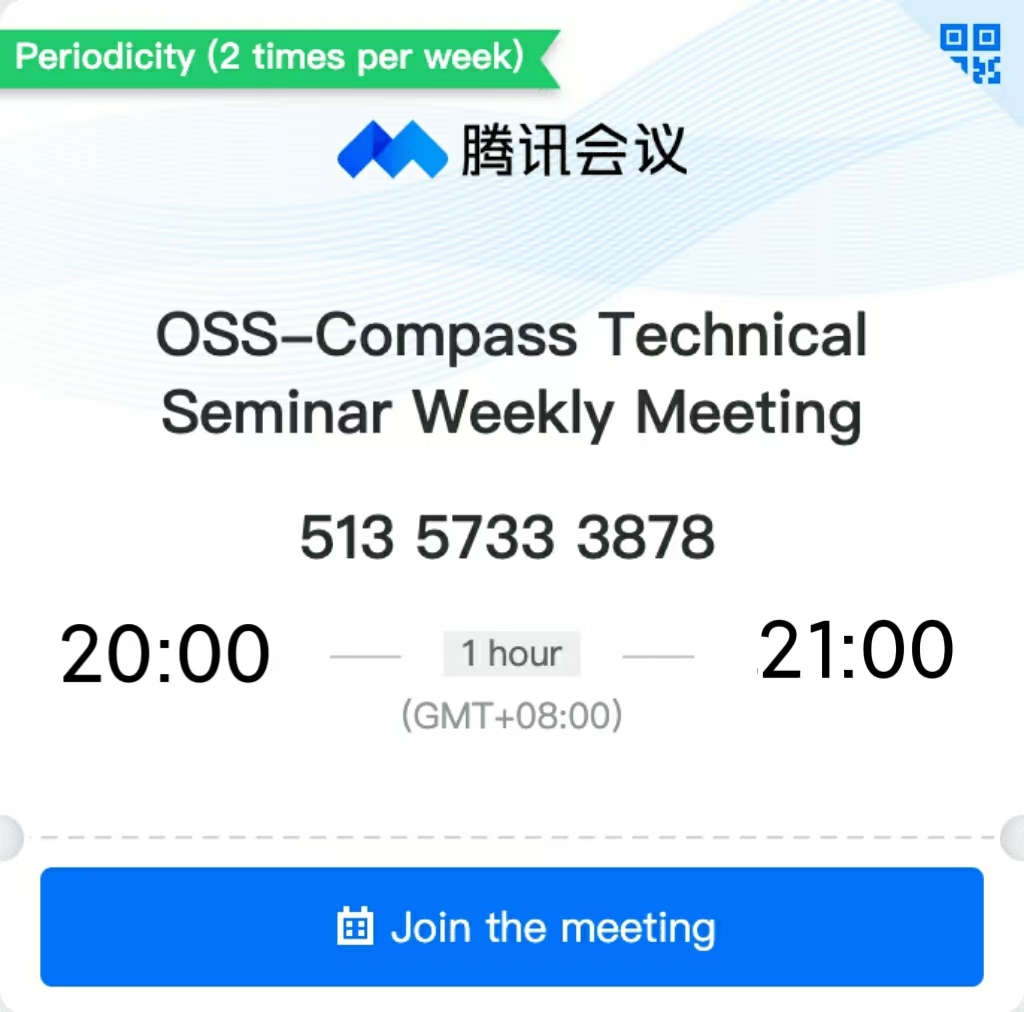 Periodicity (2 times per week)
腾讯会议
OSS-Compass Technical
Seminar Weekly Meeting
513 5733 3878
20:00
1 hour
21:00
(GMT+08:00)
Join the meeting